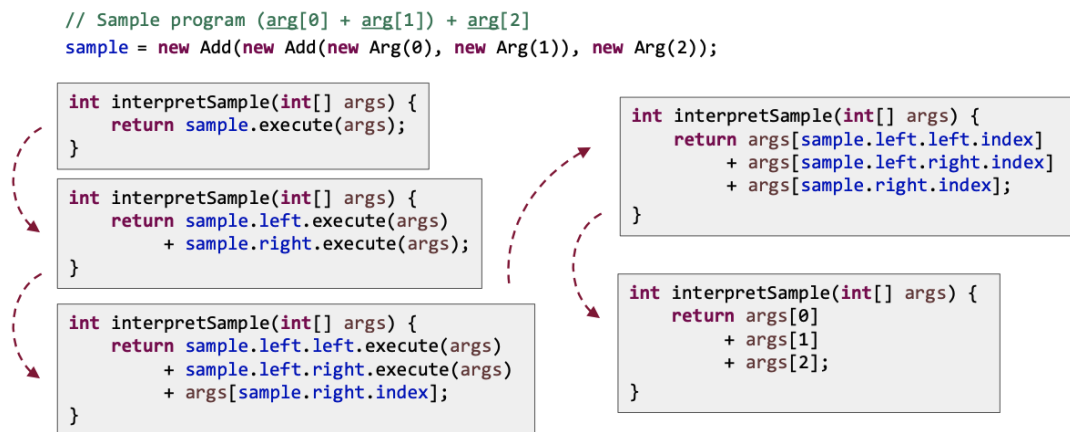 // Sample program (arg[0] + arg[1]) + arg[2]
sample = new Add(new Add(new Arg(0), new Arg(1)), new Arg(2));
int interpretSample(int[] args) {
    return sample.execute(args);
}
int interpretSample(int[] args) {
    return sample.left.execute(args)
         + sample.right.execute(args);
}
int interpretSample(int[] args) {
    return sample.left.left.execute(args)
         + sample.left.right.execute(args)
         + args[sample.right.index];
}
int interpretSample(int[] args) {
    return args[sample.left.left.index]
         + args[sample.left.right.index]
         + args[sample.right.index];
}
int interpretSample(int[] args) {
    return args[0]
         + args[1]
         + args[2];
}